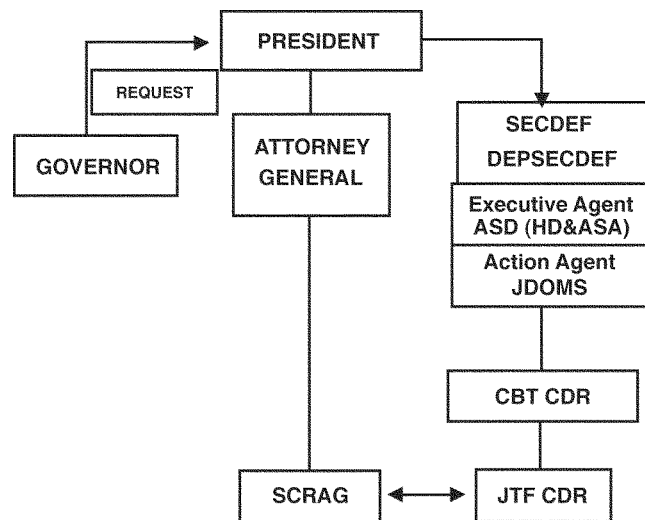 PRESIDENT
REQUEST
GOVERNOR
ATTORNEY
GENERAL
SECDEF
DEPSECDEF
Executive Agent
ASD (HD&ASA)
Action Agent
JDOMS
CBT CDR
SCRAG
JTF CDR